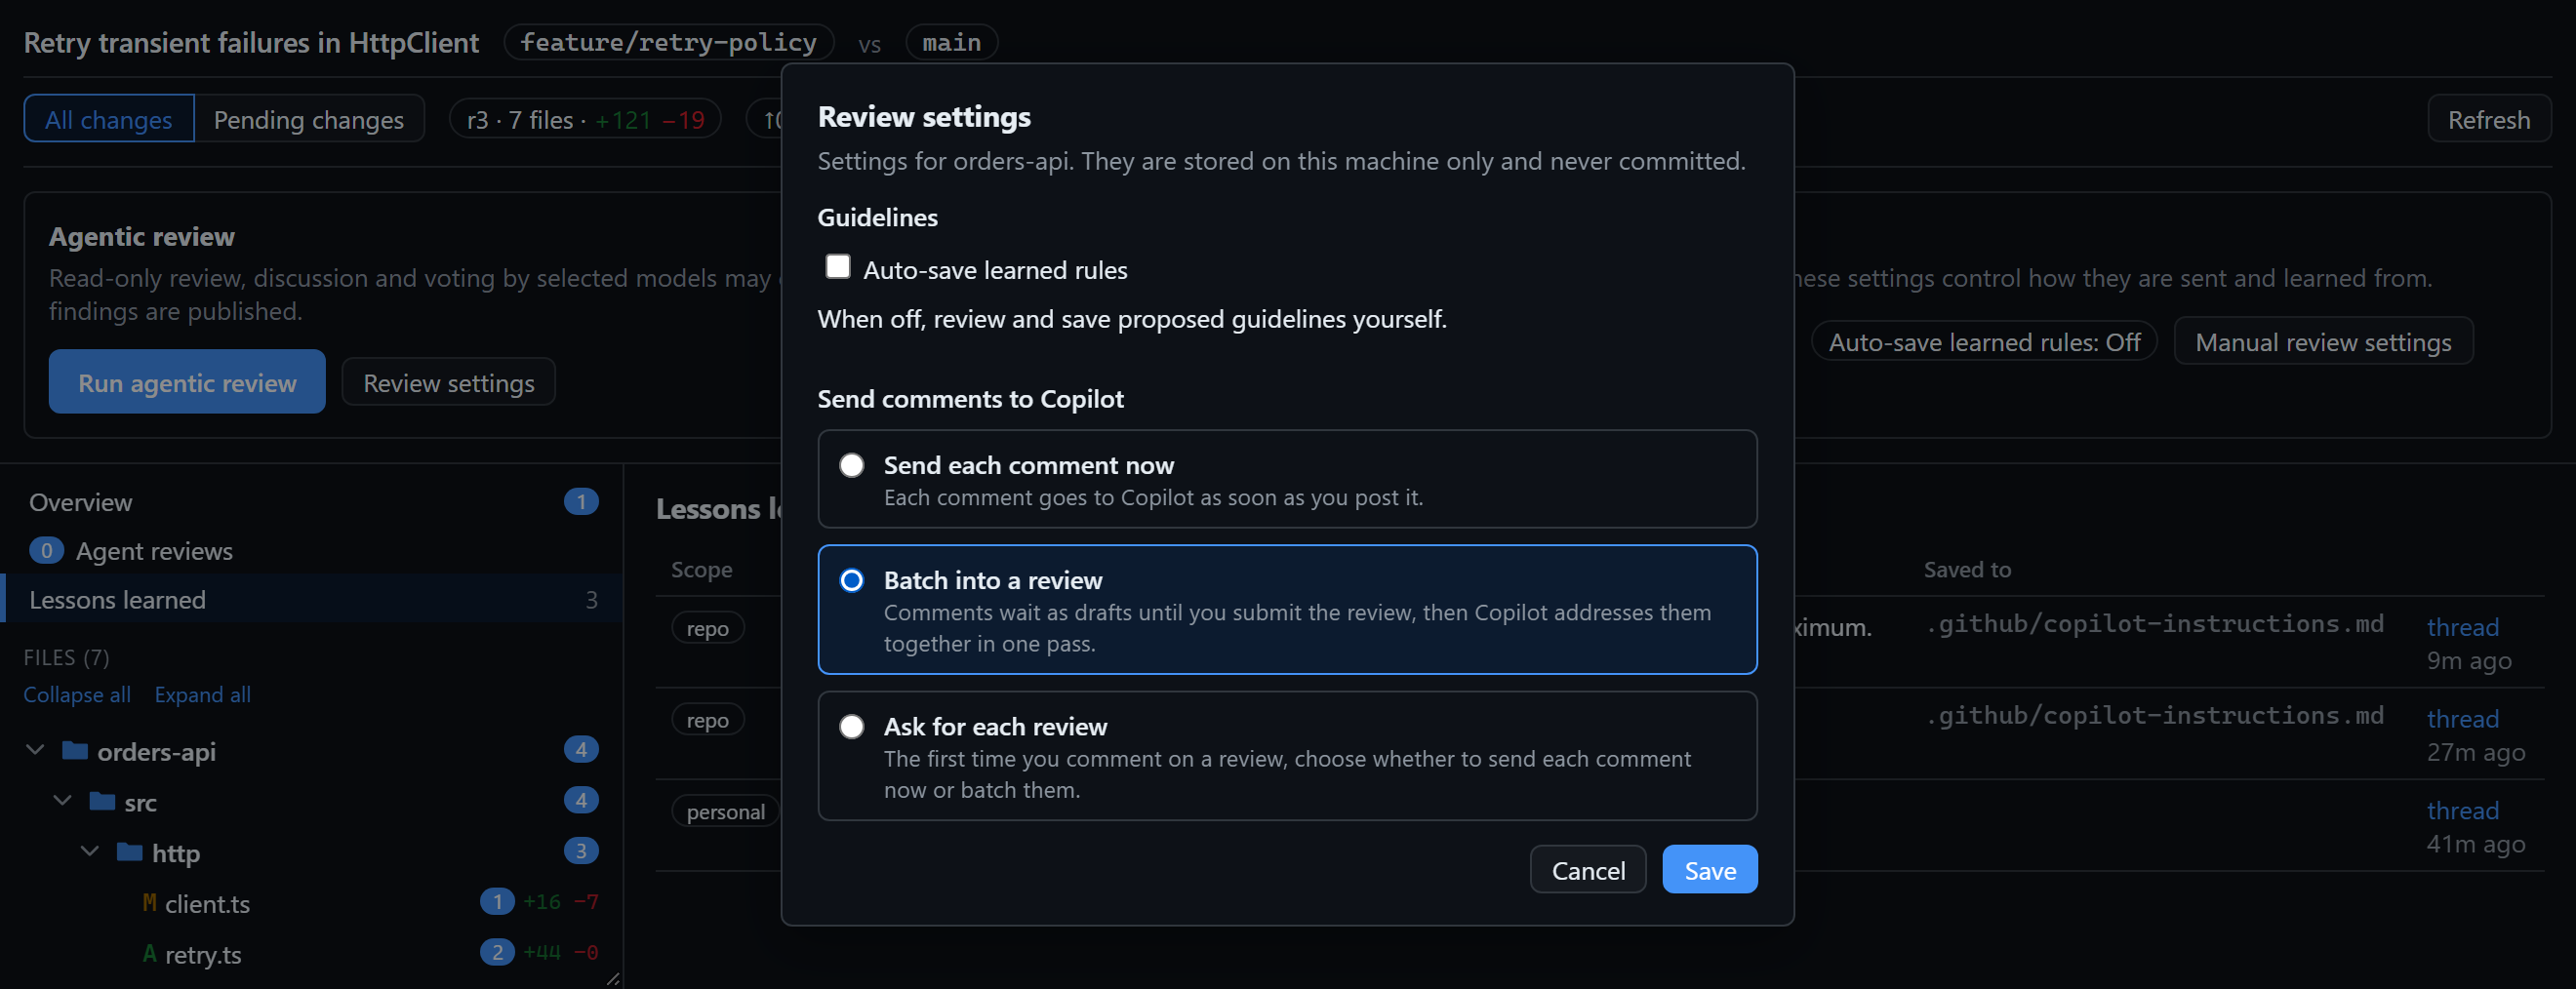 Retry transient failures in HttpClient feature/retry-policy vs main
All changes Pending changes r3 · 7 files · +121 −19
Refresh
Agentic review
Read-only review, discussion and voting by selected models may
findings are published.
Run agentic review Review settings
these settings control how they are sent and learned from.
Auto-save learned rules: Off Manual review settings
Review settings
Settings for orders-api. They are stored on this machine only and never committed.
Guidelines
Auto-save learned rules
When off, review and save proposed guidelines yourself.
Send comments to Copilot
Send each comment now
Each comment goes to Copilot as soon as you post it.
Batch into a review
Comments wait as drafts until you submit the review, then Copilot addresses them
together in one pass.
Ask for each review
The first time you comment on a review, choose whether to send each comment
now or batch them.
Cancel Save
Overview 1
0 Agent reviews
Lessons learned 3
FILES (7)
Collapse all Expand all
orders-api 4
src 4
http 3
M client.ts 1 +16 −7
A retry.ts 2 +44 −0
Lessons
Scope Saved to
repo .github/copilot-instructions.md thread
9m ago
repo .github/copilot-instructions.md thread
27m ago
personal thread
41m ago